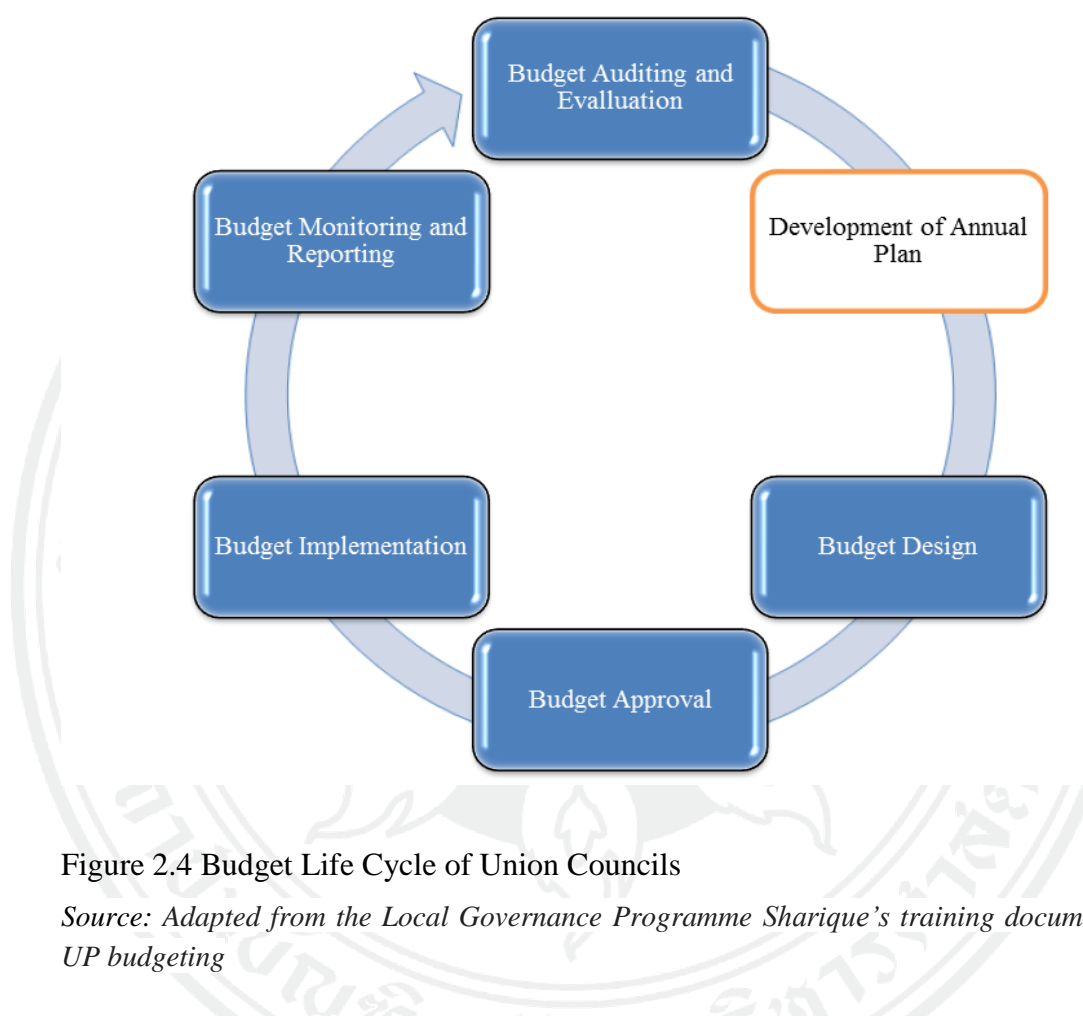 Budget Auditing and
Evalluation
Development of Annual
Plan
Budget Monitoring and
Reporting
Budget Implementation
Budget Design
Budget Approval
Figure 2.4 Budget Life Cycle of Union Councils
Source: Adapted from the Local Governance Programme Sharique’s training docum
UP budgeting